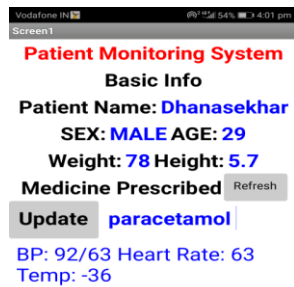 Vodafone IN 54% 4:01 pm
Screen1
Patient Monitoring System
Basic Info
Patient Name: Dhanasekhar
SEX: MALE AGE: 29
Weight: 78 Height: 5.7
Medicine Prescribed Refresh
Update paracetamol
BP: 92/63 Heart Rate: 63
Temp: -36